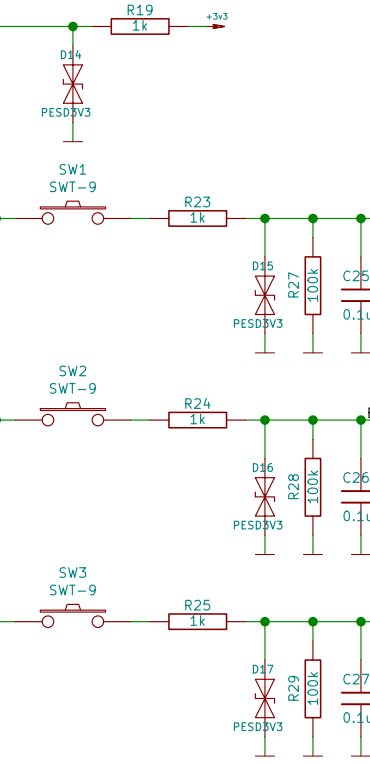 R19
1k
+3v3
D14
PESD3V3
SW1
SWT-9
R23
1k
D15
PESD3V3
R27
100k
C25
0.1u
SW2
SWT-9
R24
1k
D16
PESD3V3
R28
100k
C26
0.1u
SW3
SWT-9
R25
1k
D17
PESD3V3
R29
100k
C27
0.1u